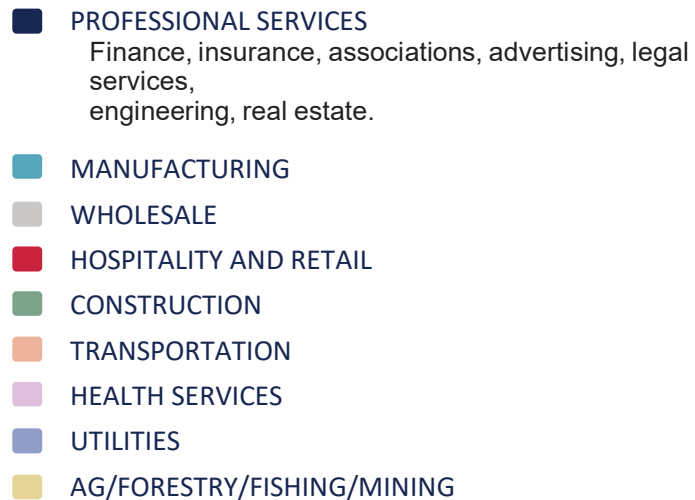 PROFESSIONAL SERVICES
Finance, insurance, associations, advertising, legal
services,
engineering, real estate.
MANUFACTURING
WHOLESALE
HOSPITALITY AND RETAIL
CONSTRUCTION
TRANSPORTATION
HEALTH SERVICES
UTILITIES
AG/FORESTRY/FISHING/MINING